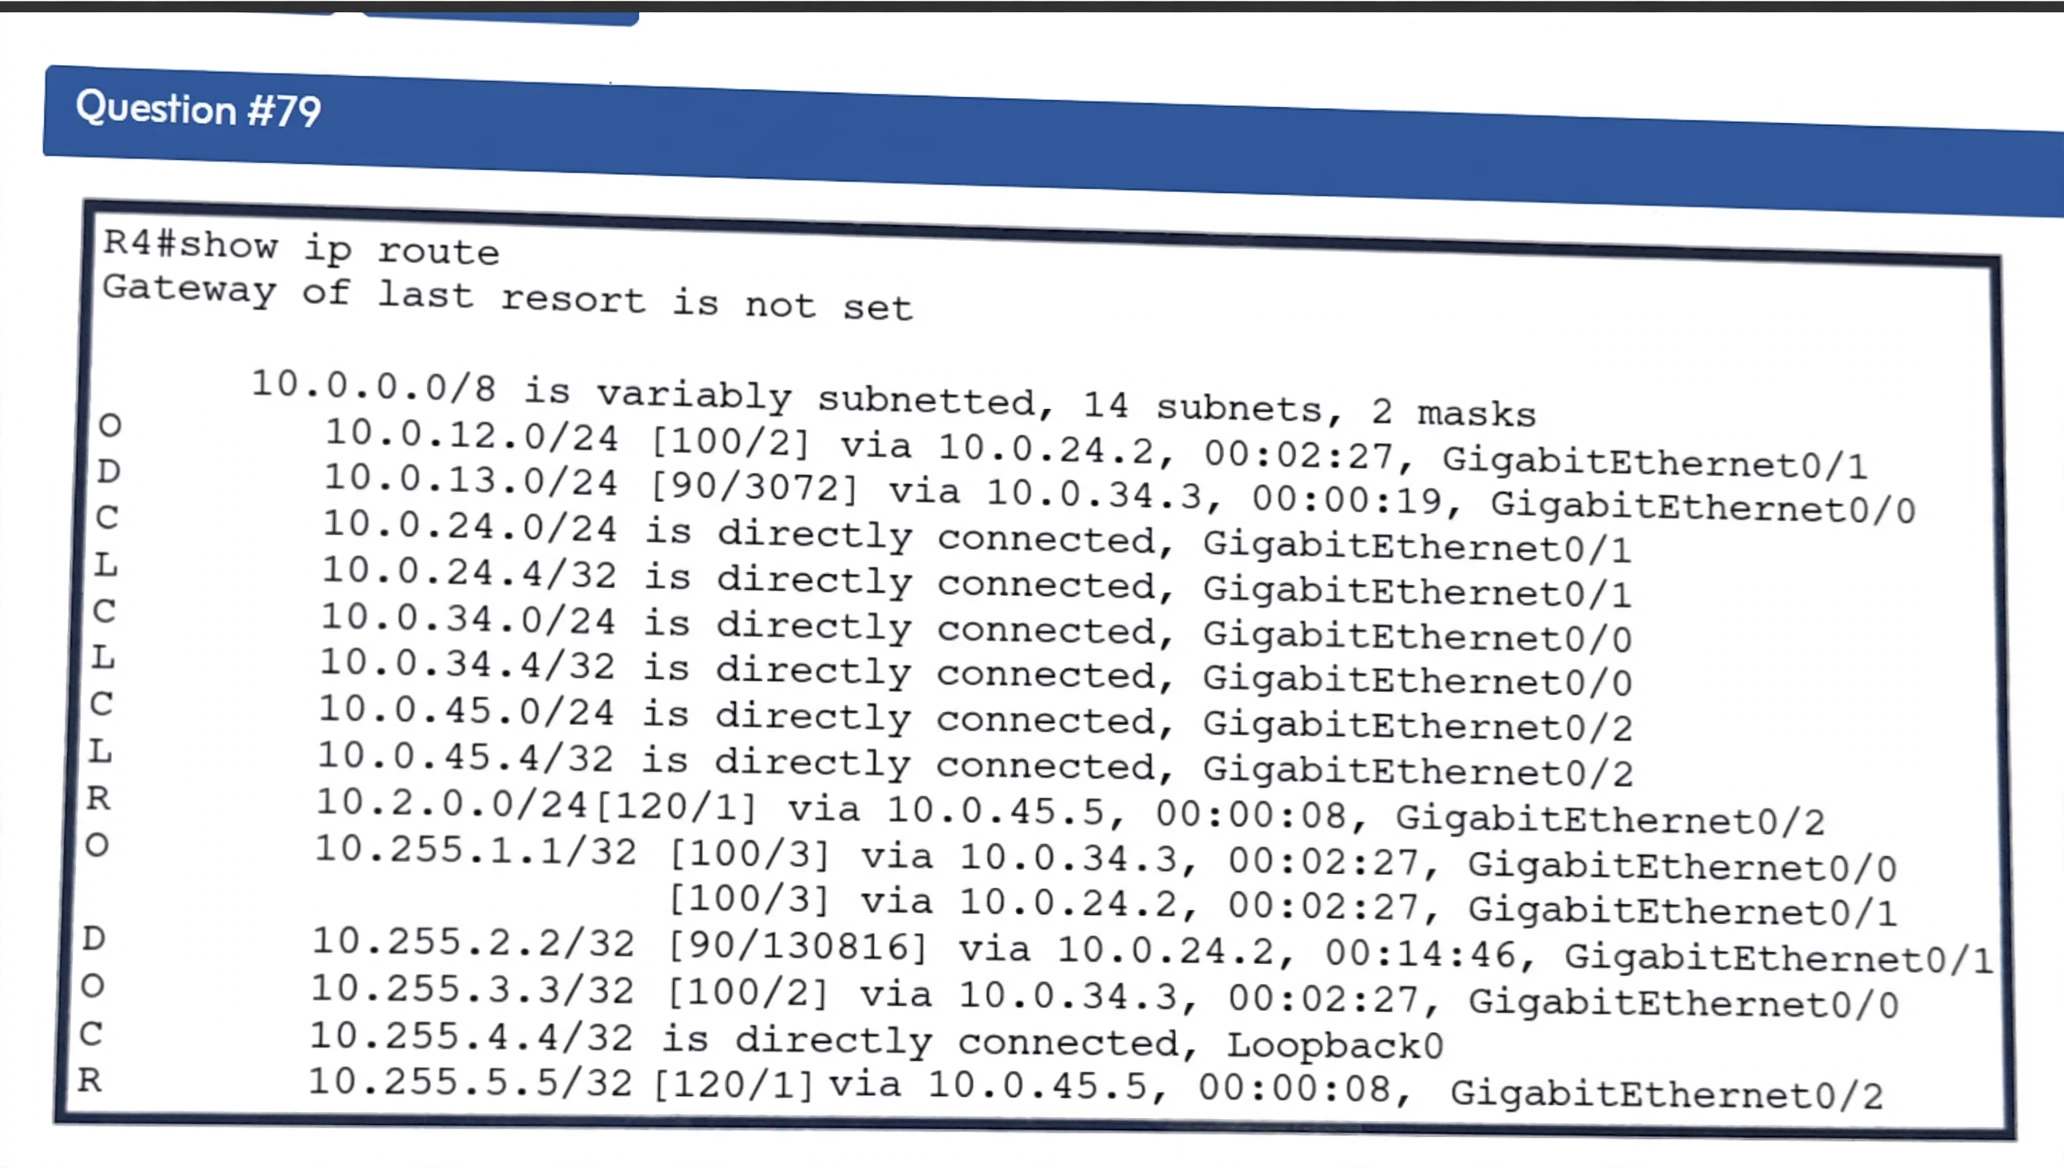 Question #79
R4#show ip route
Gateway of last resort is not set
10.0.0.0/8 is variably subnetted, 14 subnets, 2 masks
O 10.0.12.0/24 [100/2] via 10.0.24.2, 00:02:27, GigabitEthernet0/1
D 10.0.13.0/24 [90/3072] via 10.0.34.3, 00:00:19, GigabitEthernet0/0
C 10.0.24.0/24 is directly connected, GigabitEthernet0/1
L 10.0.24.4/32 is directly connected, GigabitEthernet0/1
C 10.0.34.0/24 is directly connected, GigabitEthernet0/0
L 10.0.34.4/32 is directly connected, GigabitEthernet0/0
C 10.0.45.0/24 is directly connected, GigabitEthernet0/2
L 10.0.45.4/32 is directly connected, GigabitEthernet0/2
R 10.2.0.0/24[120/1] via 10.0.45.5, 00:00:08, GigabitEthernet0/2
O 10.255.1.1/32 [100/3] via 10.0.34.3, 00:02:27, GigabitEthernet0/0
[100/3] via 10.0.24.2, 00:02:27, GigabitEthernet0/1
D 10.255.2.2/32 [90/130816] via 10.0.24.2, 00:14:46, GigabitEthernet0/1
O 10.255.3.3/32 [100/2] via 10.0.34.3, 00:02:27, GigabitEthernet0/0
C 10.255.4.4/32 is directly connected, Loopback0
R 10.255.5.5/32 [120/1] via 10.0.45.5, 00:00:08, GigabitEthernet0/2